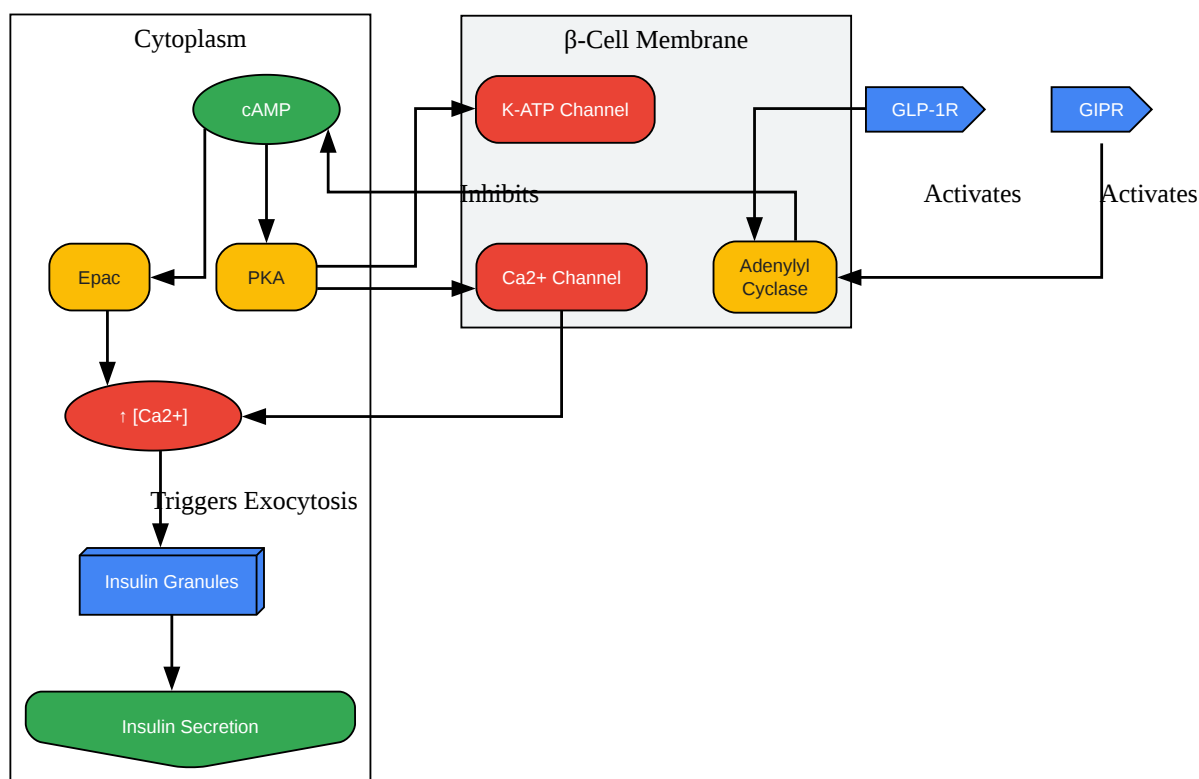 Cytoplasm
β-Cell Membrane
cAMP
K-ATP Channel
GLP-1R
GIPR
Inhibits
Activates
Activates
Epac
PKA
Ca2+ Channel
Adenylyl
Cyclase
↑ [Ca2+]
Triggers Exocytosis
Insulin Granules
Insulin Secretion